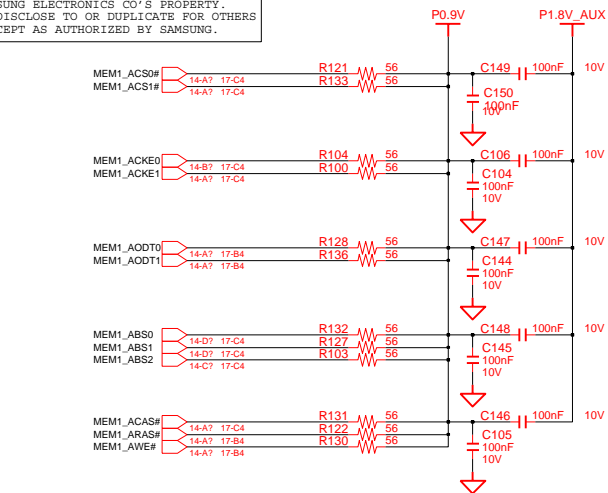 SUNG ELECTRONICS CO'S PROPERTY.
DISCLOSE TO OR DUPLICATE FOR OTHERS
CEPT AS AUTHORIZED BY SAMSUNG.
P0.9V P1.8V_AUX
MEM1_ACS0# 14-A? 17-C4 R121 56 C149 100nF 10V
MEM1_ACS1# 14-A? 17-C4 R133 56
C150
100nF
10V
MEM1_ACKE0 14-B? 17-C4 R104 56 C106 100nF 10V
MEM1_ACKE1 14-A? 17-C4 R100 56
C104
100nF
10V
MEM1_AODT0 14-A? 17-B4 R128 56 C147 100nF 10V
MEM1_AODT1 14-A? 17-B4 R136 56
C144
100nF
10V
MEM1_ABS0 14-D? 17-C4 R132 56 C148 100nF 10V
MEM1_ABS1 14-D? 17-C4 R127 56
MEM1_ABS2 14-C? 17-C4 R103 56
C145
100nF
10V
MEM1_ACAS# 14-A? 17-C4 R131 56 C146 100nF 10V
MEM1_ARAS# 14-A? 17-B4 R122 56
MEM1_AWE# 14-A? 17-B4 R130 56
C105
100nF
10V